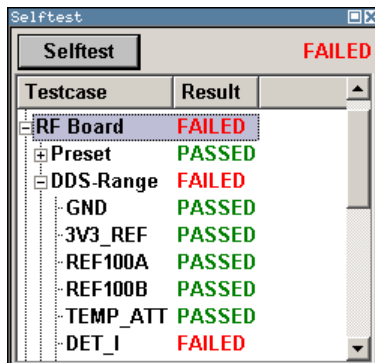 Selftest
Selftest FAILED
Testcase Result
RF Board FAILED
Preset PASSED
DDS-Range FAILED
GND PASSED
3V3_REF PASSED
REF100A PASSED
REF100B PASSED
TEMP_ATT PASSED
DET_I FAILED